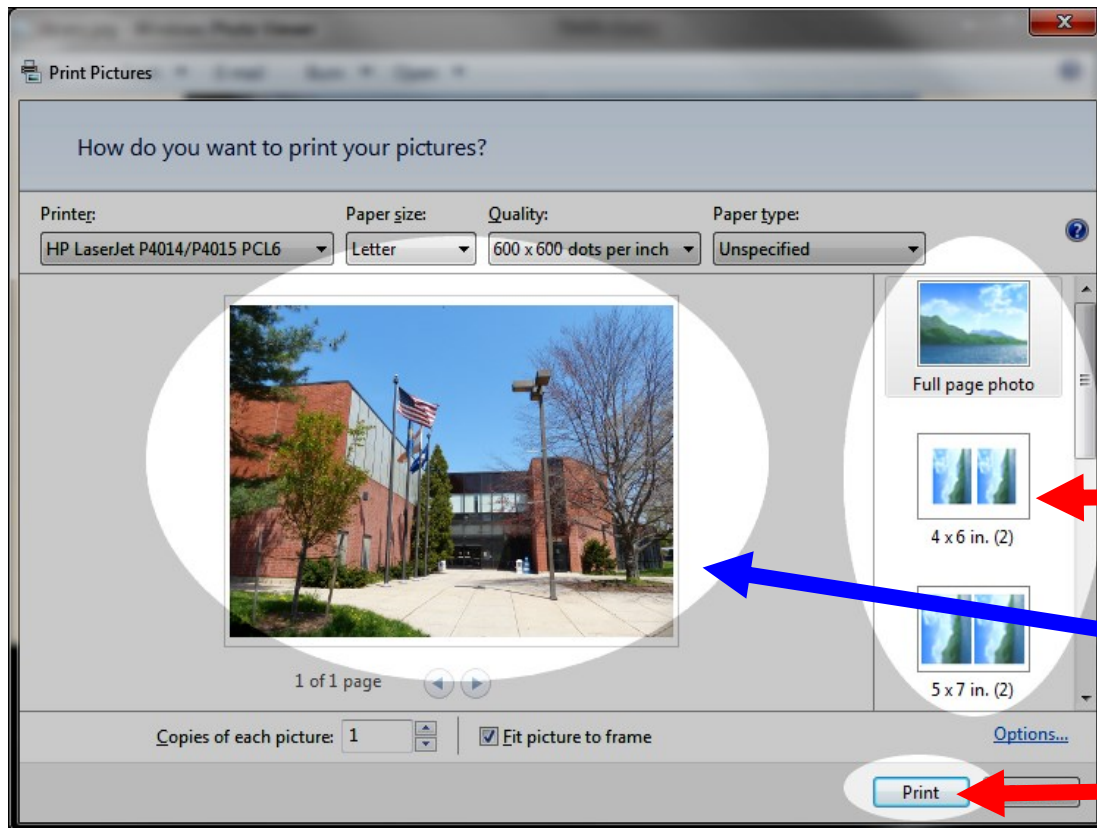 Print Pictures
How do you want to print your pictures?
Printer: Paper size: Quality: Paper type:
HP LaserJet P4014/P4015 PCL6 Letter 600 x 600 dots per inch Unspecified
Full page photo
4 x 6 in. (2)
5 x 7 in. (2)
1 of 1 page
Copies of each picture: 1 Fit picture to frame Options...
Print